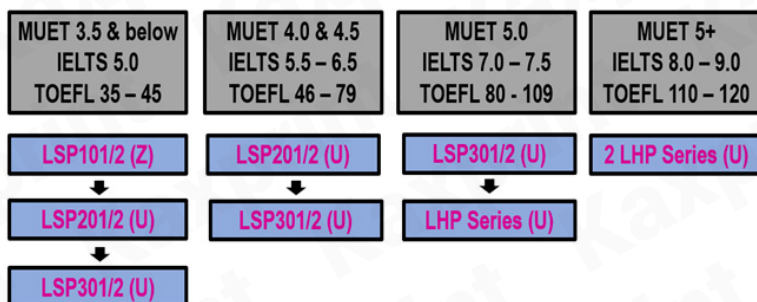 MUET 3.5 & below
IELTS 5.0
TOEFL 35 – 45
MUET 4.0 & 4.5
IELTS 5.5 – 6.5
TOEFL 46 – 79
MUET 5.0
IELTS 7.0 – 7.5
TOEFL 80 - 109
MUET 5+
IELTS 8.0 – 9.0
TOEFL 110 – 120
LSP101/2 (Z)
LSP201/2 (U)
LSP301/2 (U)
2 LHP Series (U)
LSP201/2 (U)
LSP301/2 (U)
LHP Series (U)
LSP301/2 (U)